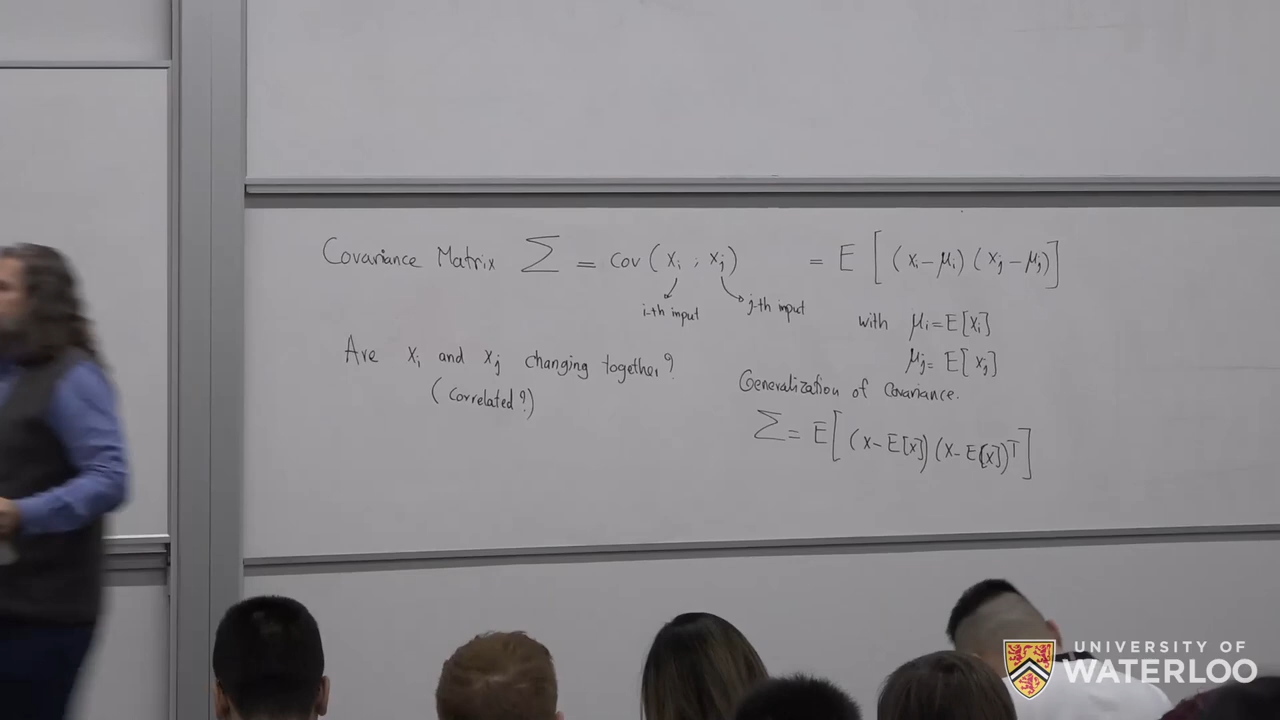 Covariance Matrix Σ = cov(xᵢ, xⱼ) = E[(xᵢ-μᵢ)(xⱼ-μⱼ)]
i-th input
j-th input
with μᵢ=E[xᵢ]
μⱼ= E[xⱼ]
Are xᵢ and xⱼ changing together?
(correlated?)
Generalization of Covariance.
Σ= E[(x-E[x])(x-E[x])ᵀ]
UNIVERSITY OF
WATERLOO